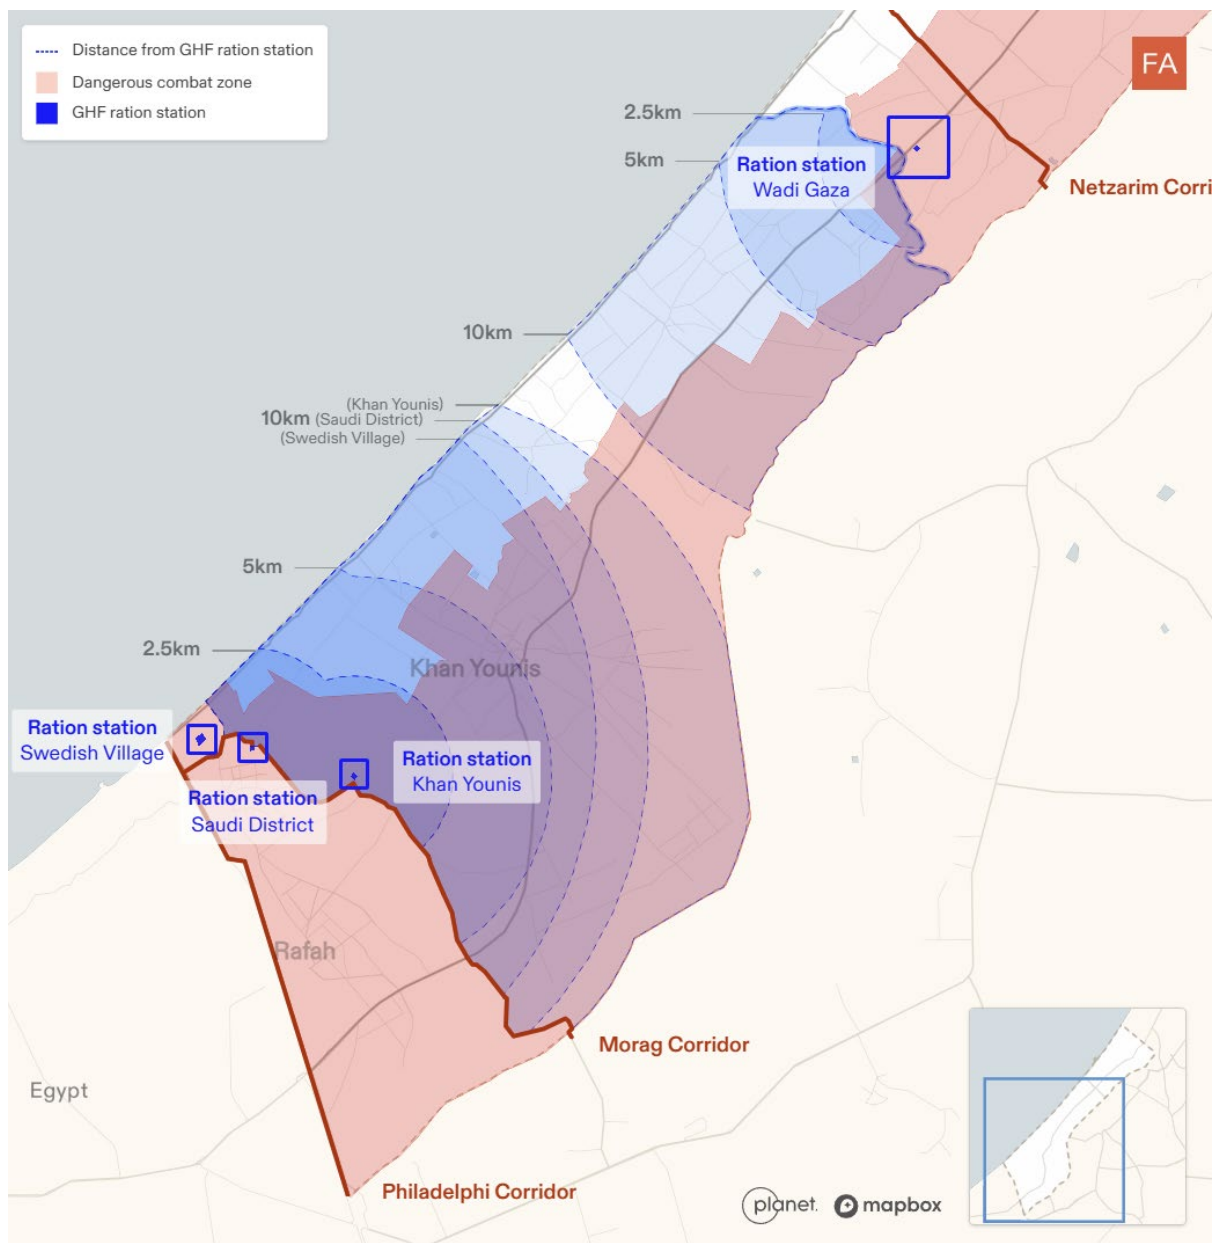 Distance from GHF ration station
Dangerous combat zone
GHF ration station
FA
2.5km
5km
Ration station
Wadi Gaza
Netzarim Corri
10km
(Khan Younis)
10km (Saudi District)
(Swedish Village)
5km
2.5km
Khan Younis
Ration station
Swedish Village
Ration station
Khan Younis
Ration station
Saudi District
Rafah
Morag Corridor
Egypt
Philadelphi Corridor
planet.
mapbox